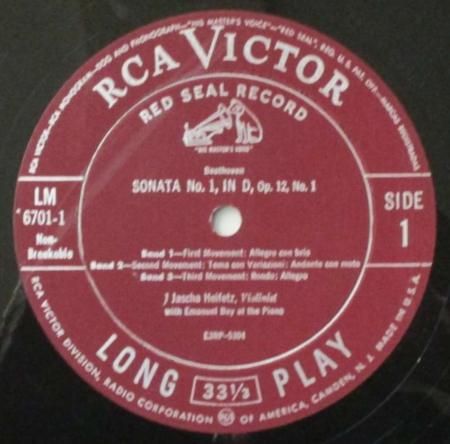 RCA VICTOR
RED SEAL RECORD
"HIS MASTER'S VOICE"
Beethoven
SONATA No. 1, IN D, Op. 12, No. 1
LM
6701-1
Non-
Breakable
SIDE
1
Band 1—First Movement: Allegro con brio
Band 2—Second Movement: Tema con Variazoni: Andante con moto
Band 3—Third Movement: Rondo: Allegro
Jascha Heifetz, Violinist
with Emanuel Bay at the Piano
LONG 33⅓ PLAY
RCA VICTOR DIVISION, RADIO CORPORATION RCA OF AMERICA, CAMDEN, N. J. MADE IN U.S.A.